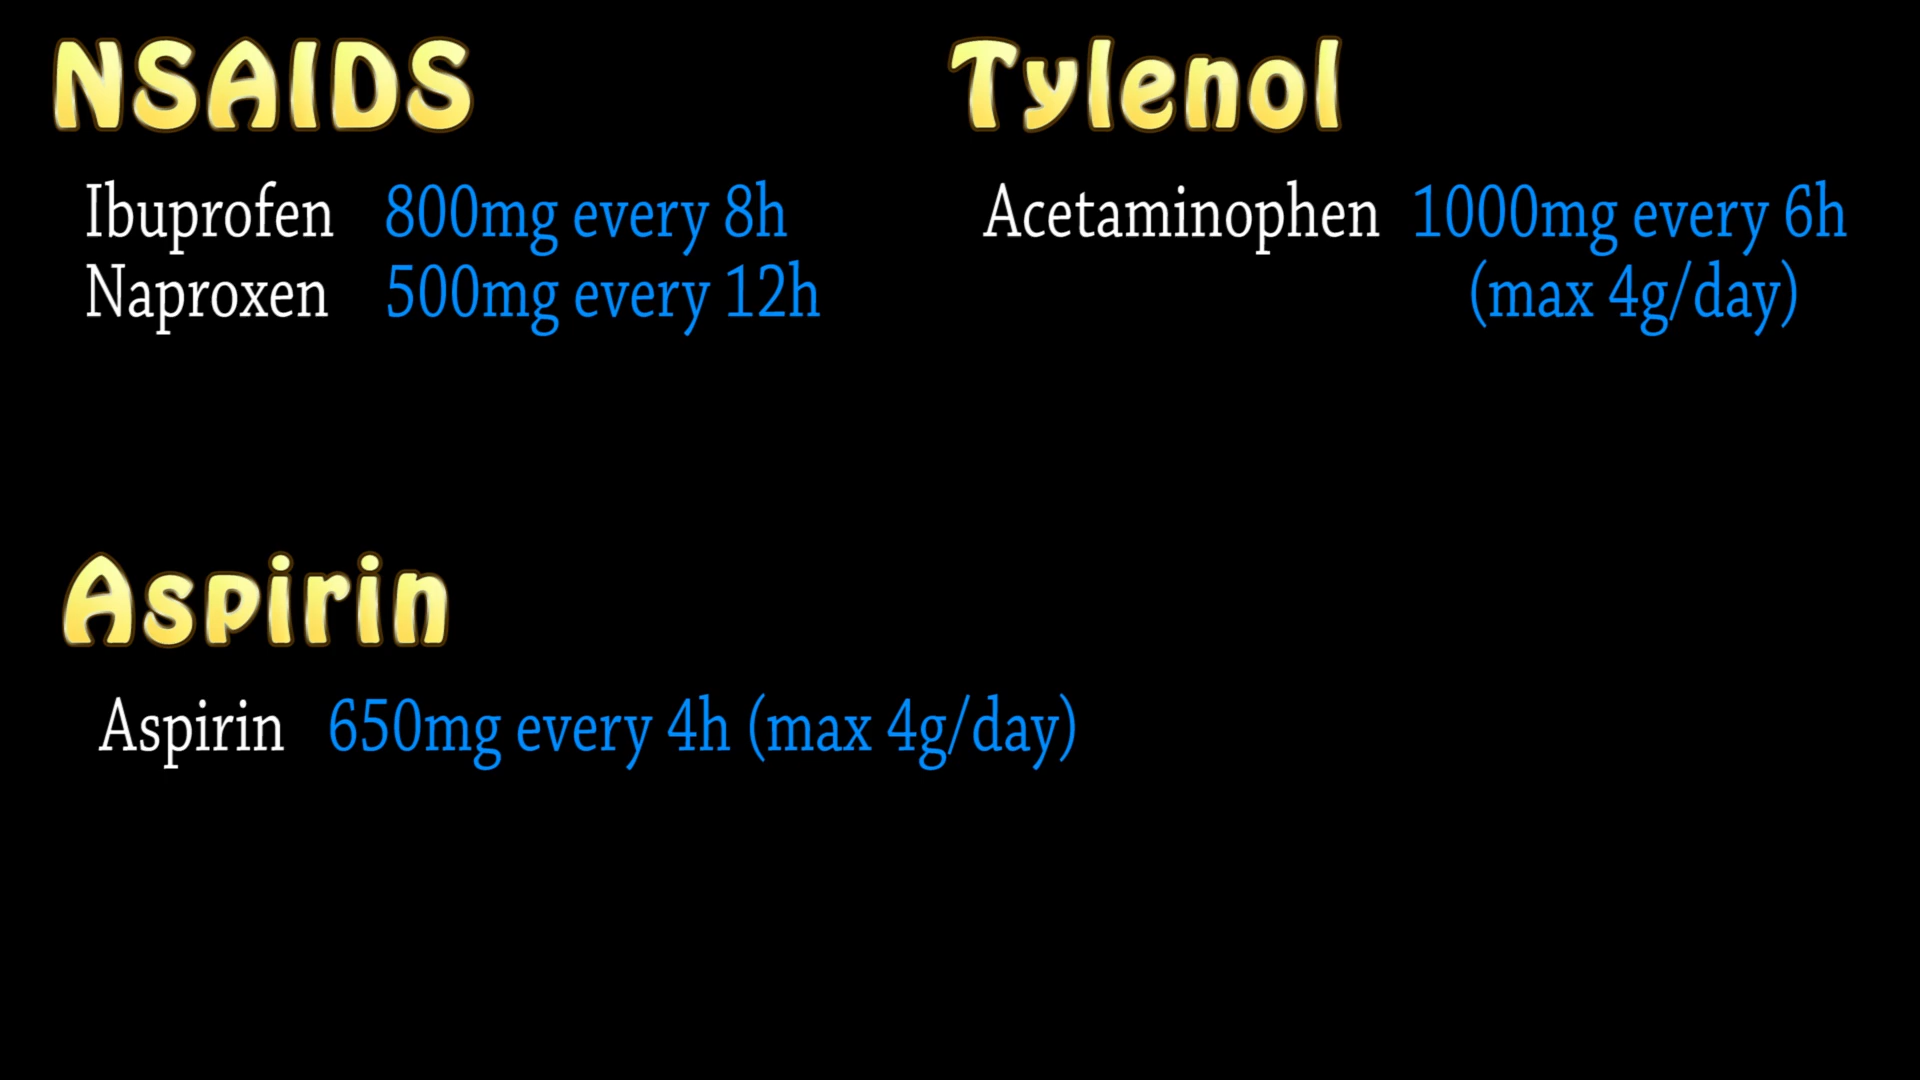 NSAIDS
Ibuprofen 800mg every 8h
Naproxen 500mg every 12h
Tylenol
Acetaminophen 1000mg every 6h
(max 4g/day)
Aspirin
Aspirin 650mg every 4h (max 4g/day)